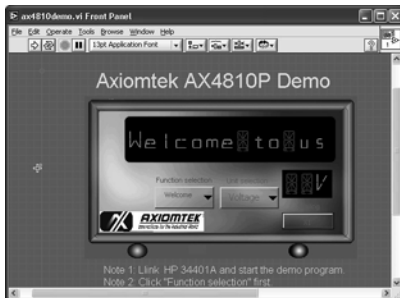 ax4810demo.vi Front Panel
File Edit Operate Tools Browse Window Help
13pt Application Font
Axiomtek AX4810P Demo
Welcome to us
Function selection
Welcome
Voltage
V
AXIOMTEK
Note 1: Llink HP 34401A and start the demo program.
Note 2: Click "Function selection" first